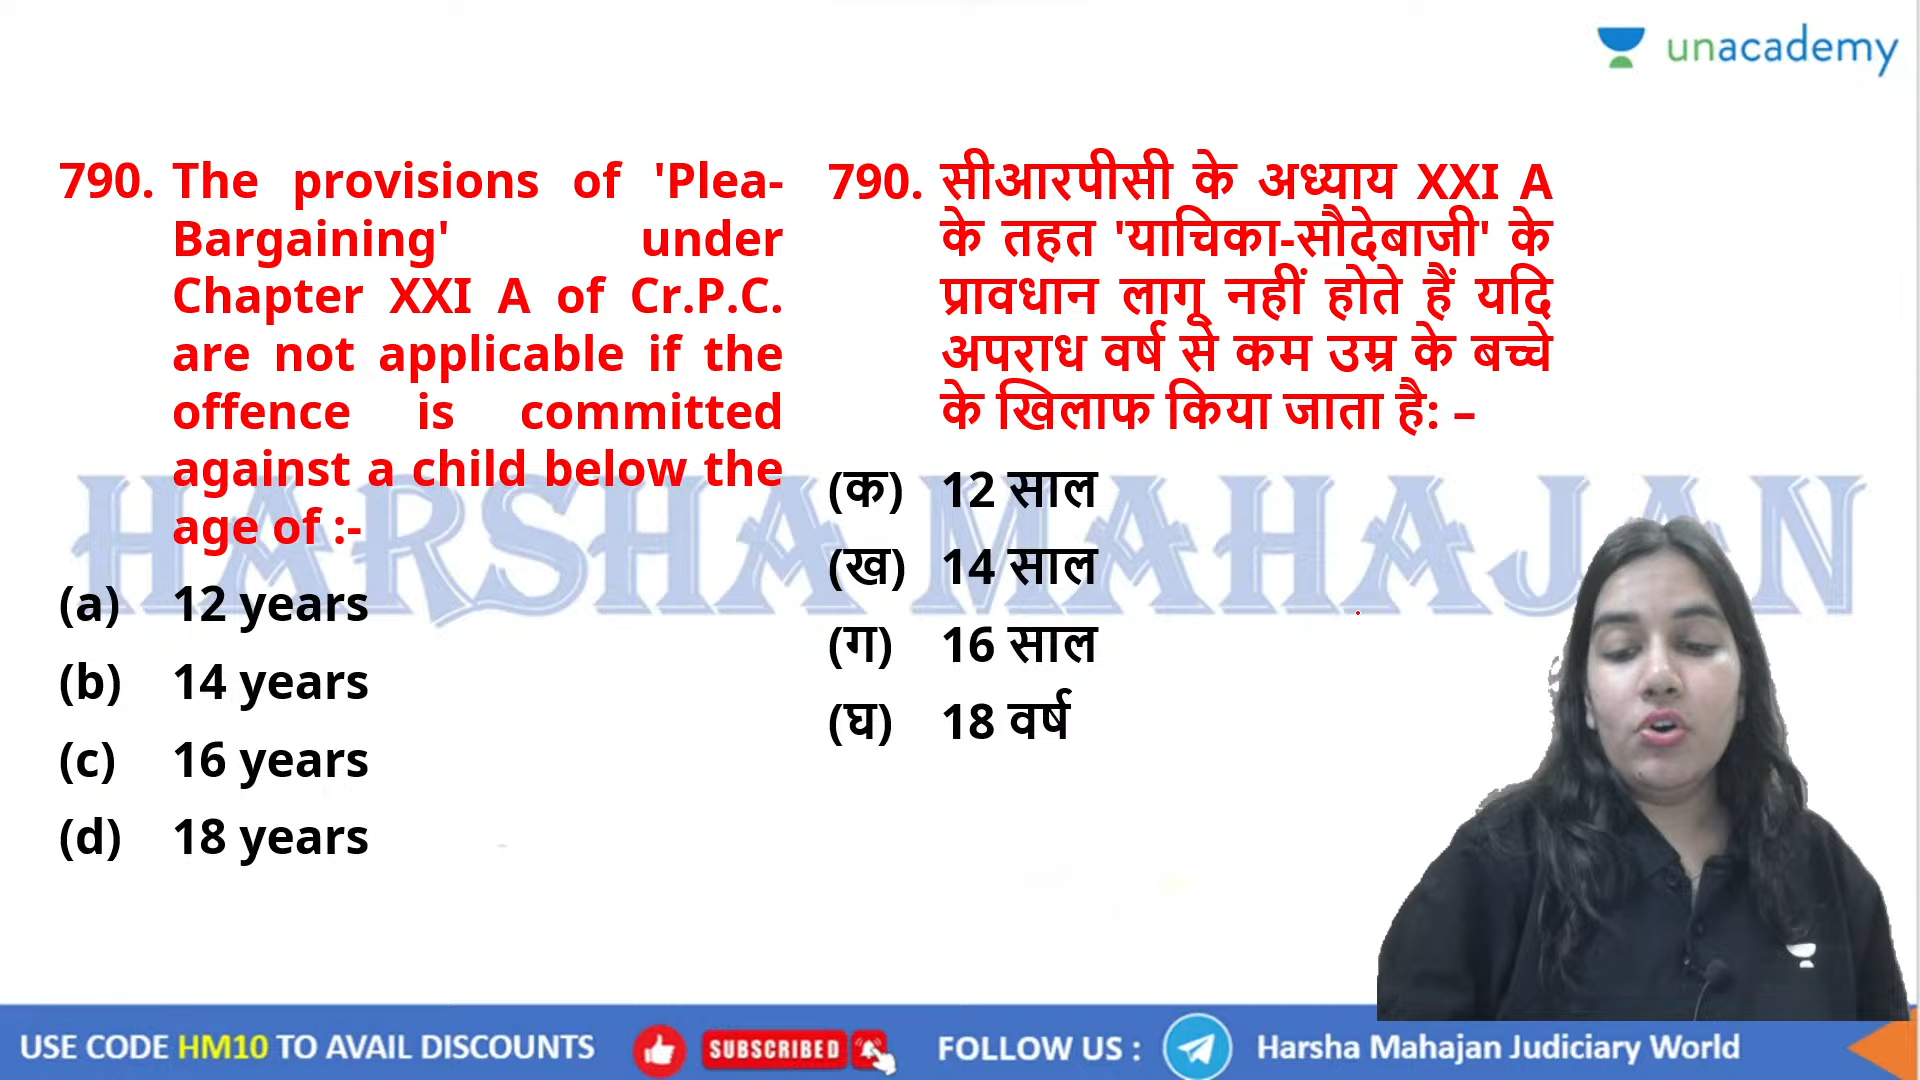 unacademy
790. The provisions of 'Plea-
Bargaining' under
Chapter XXI A of Cr.P.C.
are not applicable if the
offence is committed
against a child below the
age of :-
(a) 12 years
(b) 14 years
(c) 16 years
(d) 18 years
790. सीआरपीसी के अध्याय XXI A
के तहत 'याचिका-सौदेबाजी' के
प्रावधान लागू नहीं होते हैं यदि
अपराध वर्ष से कम उम्र के बच्चे
के खिलाफ किया जाता है: –
(क) 12 साल
(ख) 14 साल
(ग) 16 साल
(घ) 18 वर्ष
HARSHA MAHAJAN
USE CODE HM10 TO AVAIL DISCOUNTS
SUBSCRIBED
FOLLOW US :
Harsha Mahajan Judiciary World